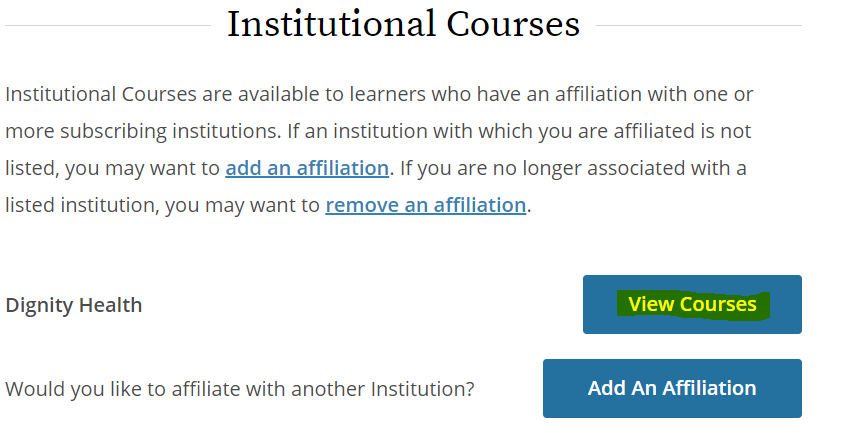 Institutional Courses
Institutional Courses are available to learners who have an affiliation with one or
more subscribing institutions. If an institution with which you are affiliated is not
listed, you may want to add an affiliation. If you are no longer associated with a
listed institution, you may want to remove an affiliation.
Dignity Health
View Courses
Would you like to affiliate with another Institution?
Add An Affiliation